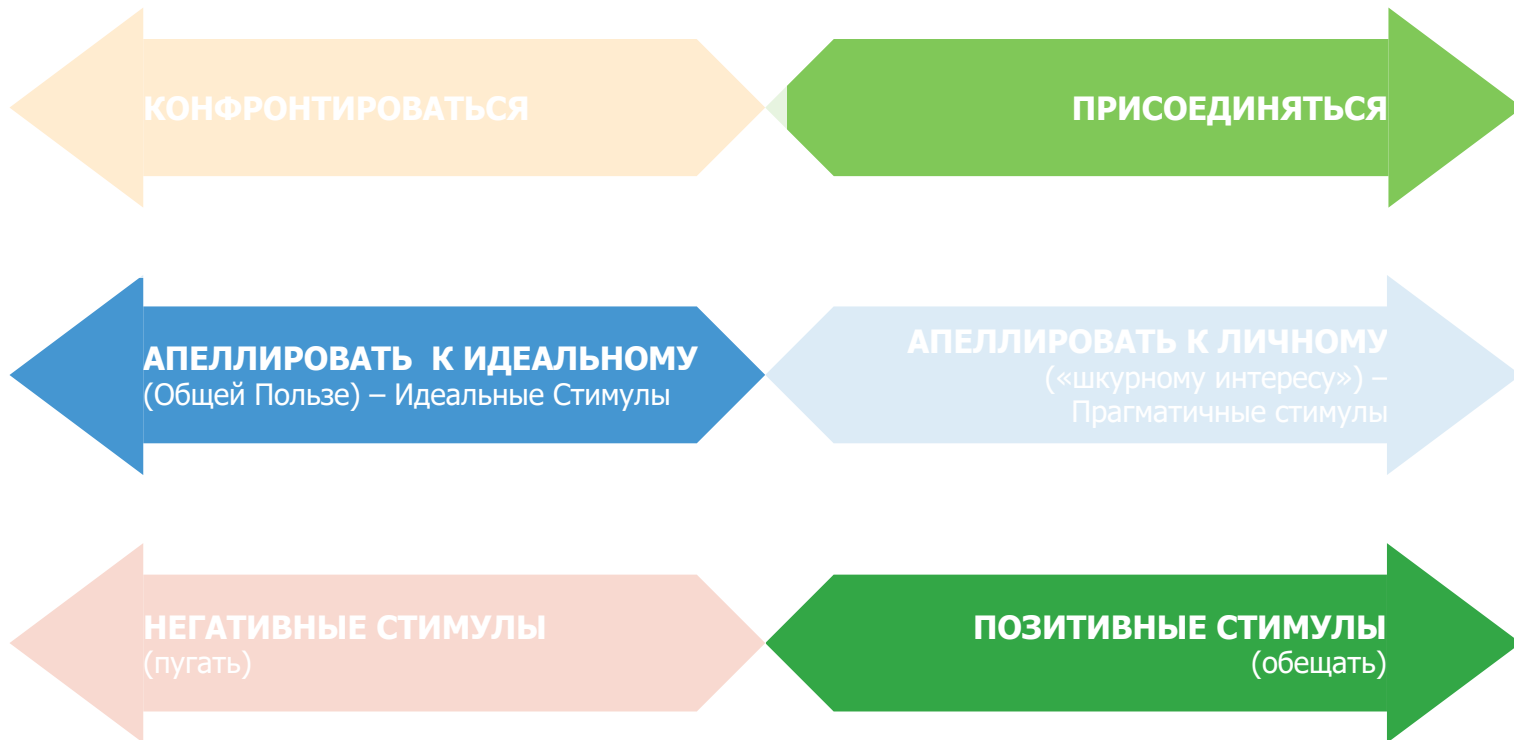 КОНФРОНТИРОВАТЬСЯ
ПРИСОЕДИНЯТЬСЯ
АПЕЛЛИРОВАТЬ К ИДЕАЛЬНОМУ
(Общей Пользе) – Идеальные Стимулы
АПЕЛЛИРОВАТЬ К ЛИЧНОМУ
(«шкурному интересу») –
Прагматичные стимулы
НЕГАТИВНЫЕ СТИМУЛЫ
(пугать)
ПОЗИТИВНЫЕ СТИМУЛЫ
(обещать)